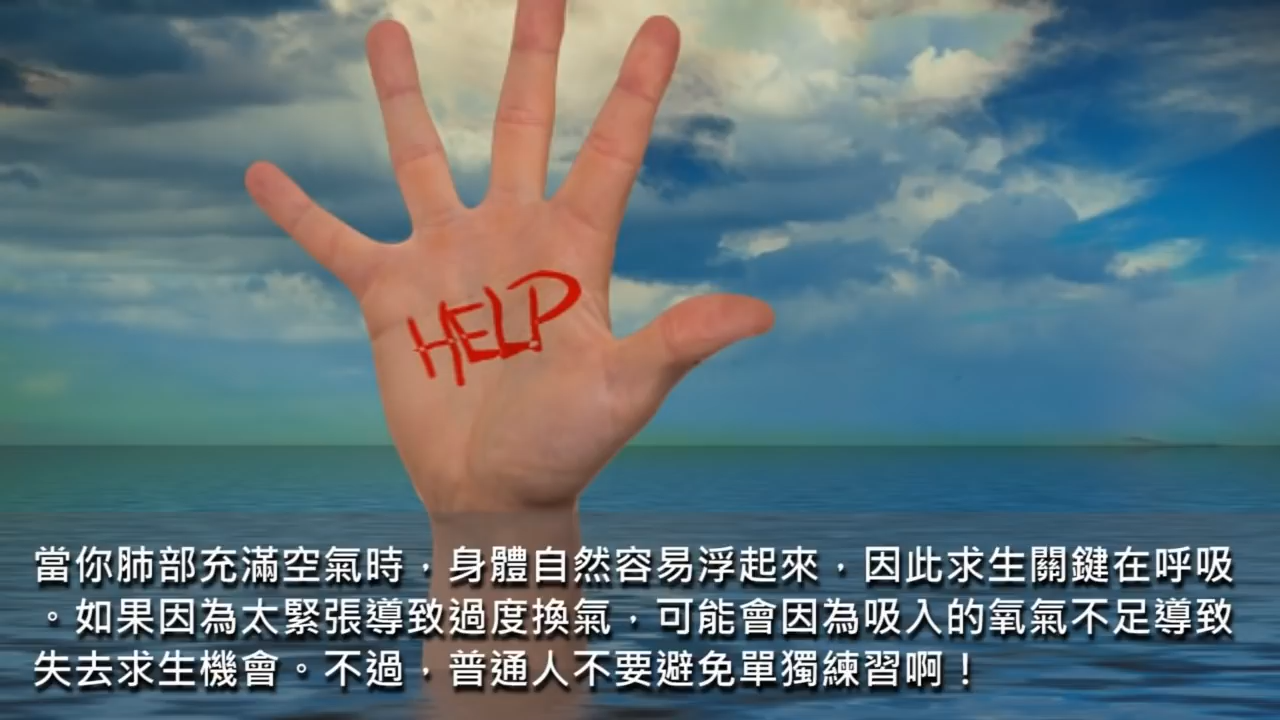 HELP
當你肺部充滿空氣時，身體自然容易浮起來，因此求生關鍵在呼吸
。如果因為太緊張導致過度換氣，可能會因為吸入的氧氣不足導致
失去求生機會。不過，普通人不要避免單獨練習啊！